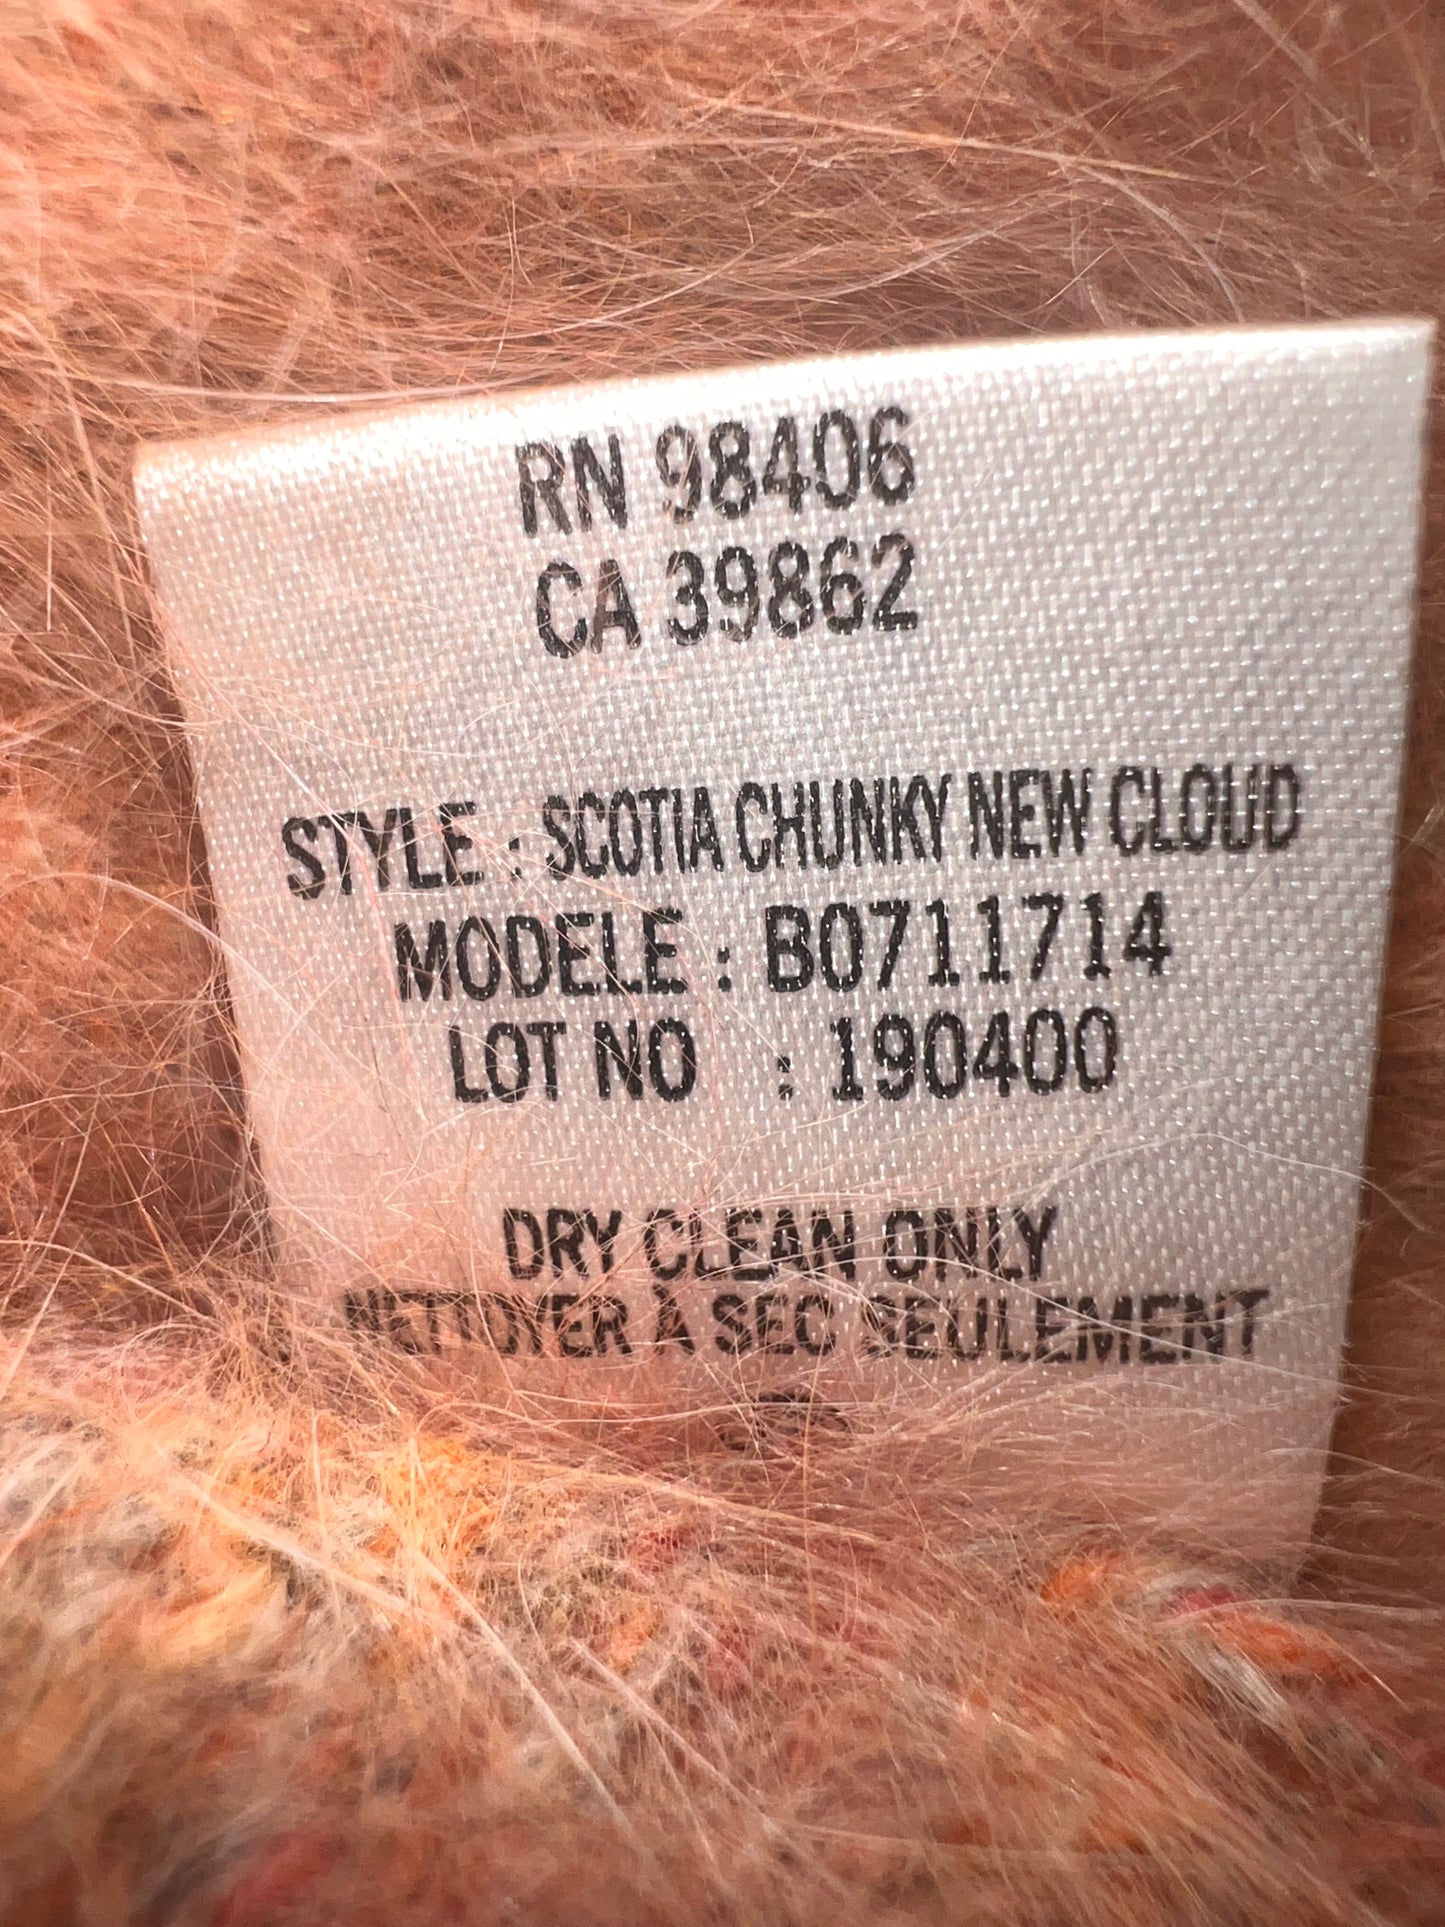 RN 98406
CA 39862
STYLE : SCOTIA CHUNKY NEW CLOUD
MODELE : B0711714
LOT NO : 190400
DRY CLEAN ONLY
NETTOYER À SEC SEULEMENT